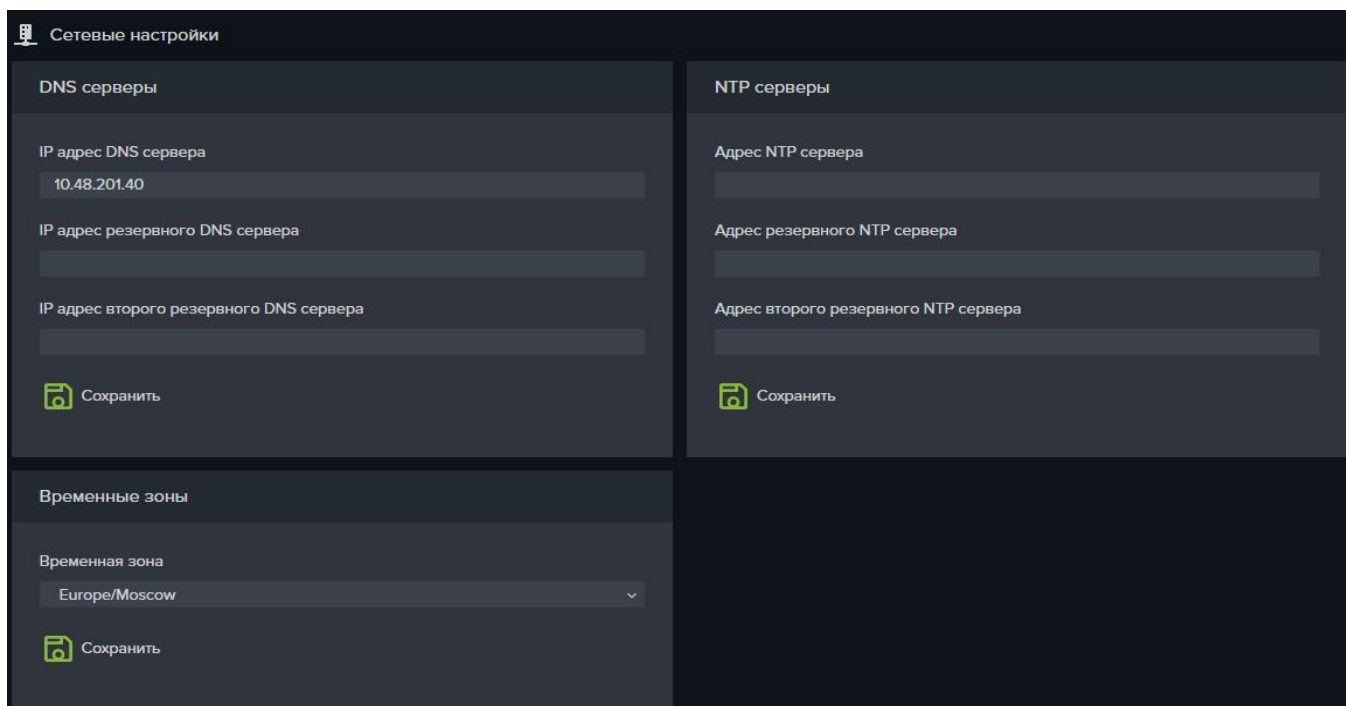 Сетевые настройки
DNS серверы
IP адрес DNS сервера
10.48.201.40
IP адрес резервного DNS сервера
IP адрес второго резервного DNS сервера
Сохранить
NTP серверы
Адрес NTP сервера
Адрес резервного NTP сервера
Адрес второго резервного NTP сервера
Сохранить
Временные зоны
Временная зона
Europe/Moscow
Сохранить